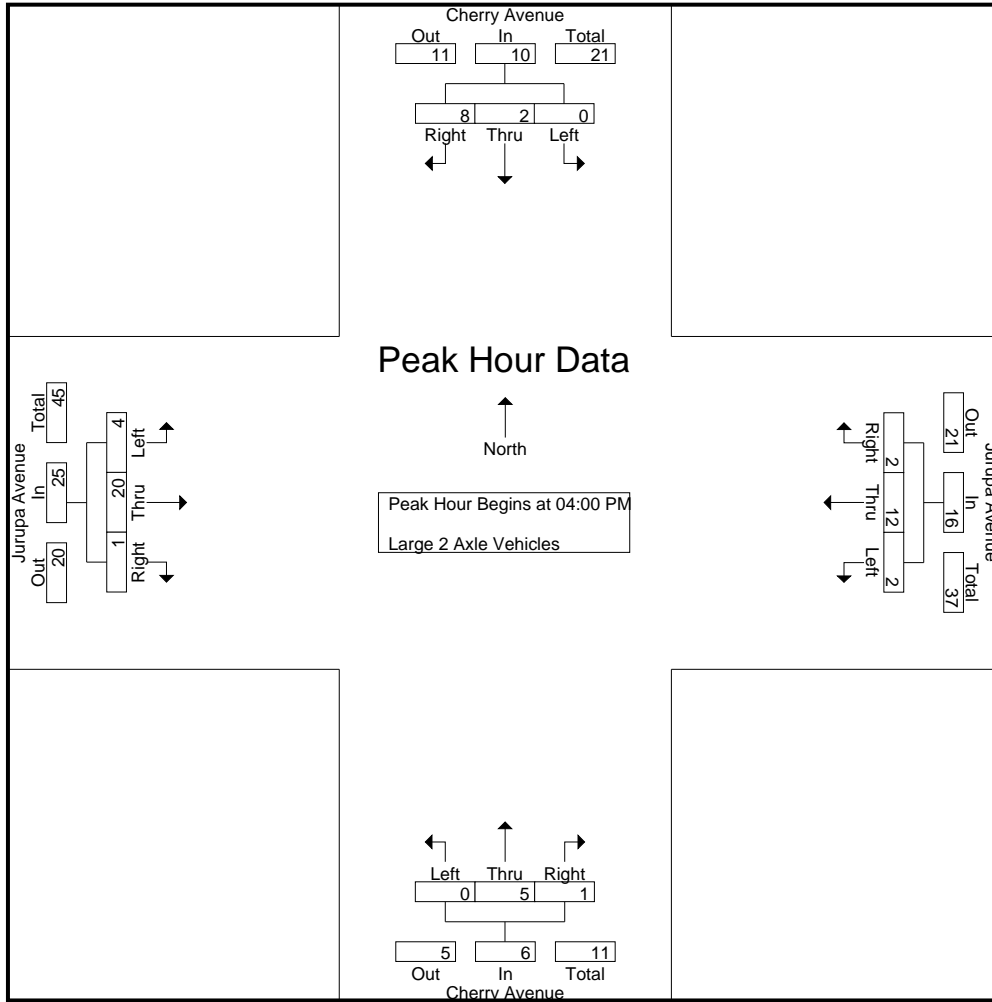 Cherry Avenue
Out In Total
11 10 21
8 2 0
Right Thru Left
Peak Hour Data
North
Peak Hour Begins at 04:00 PM
Large 2 Axle Vehicles
Jurupa Avenue
Out In Total
20 25 45
Right Thru Left
1 20 4
Jurupa Avenue
Out In Total
21 16 37
Right Thru Left
2 12 2
Left Thru Right
0 5 1
5 6 11
Out In Total
Cherry Avenue